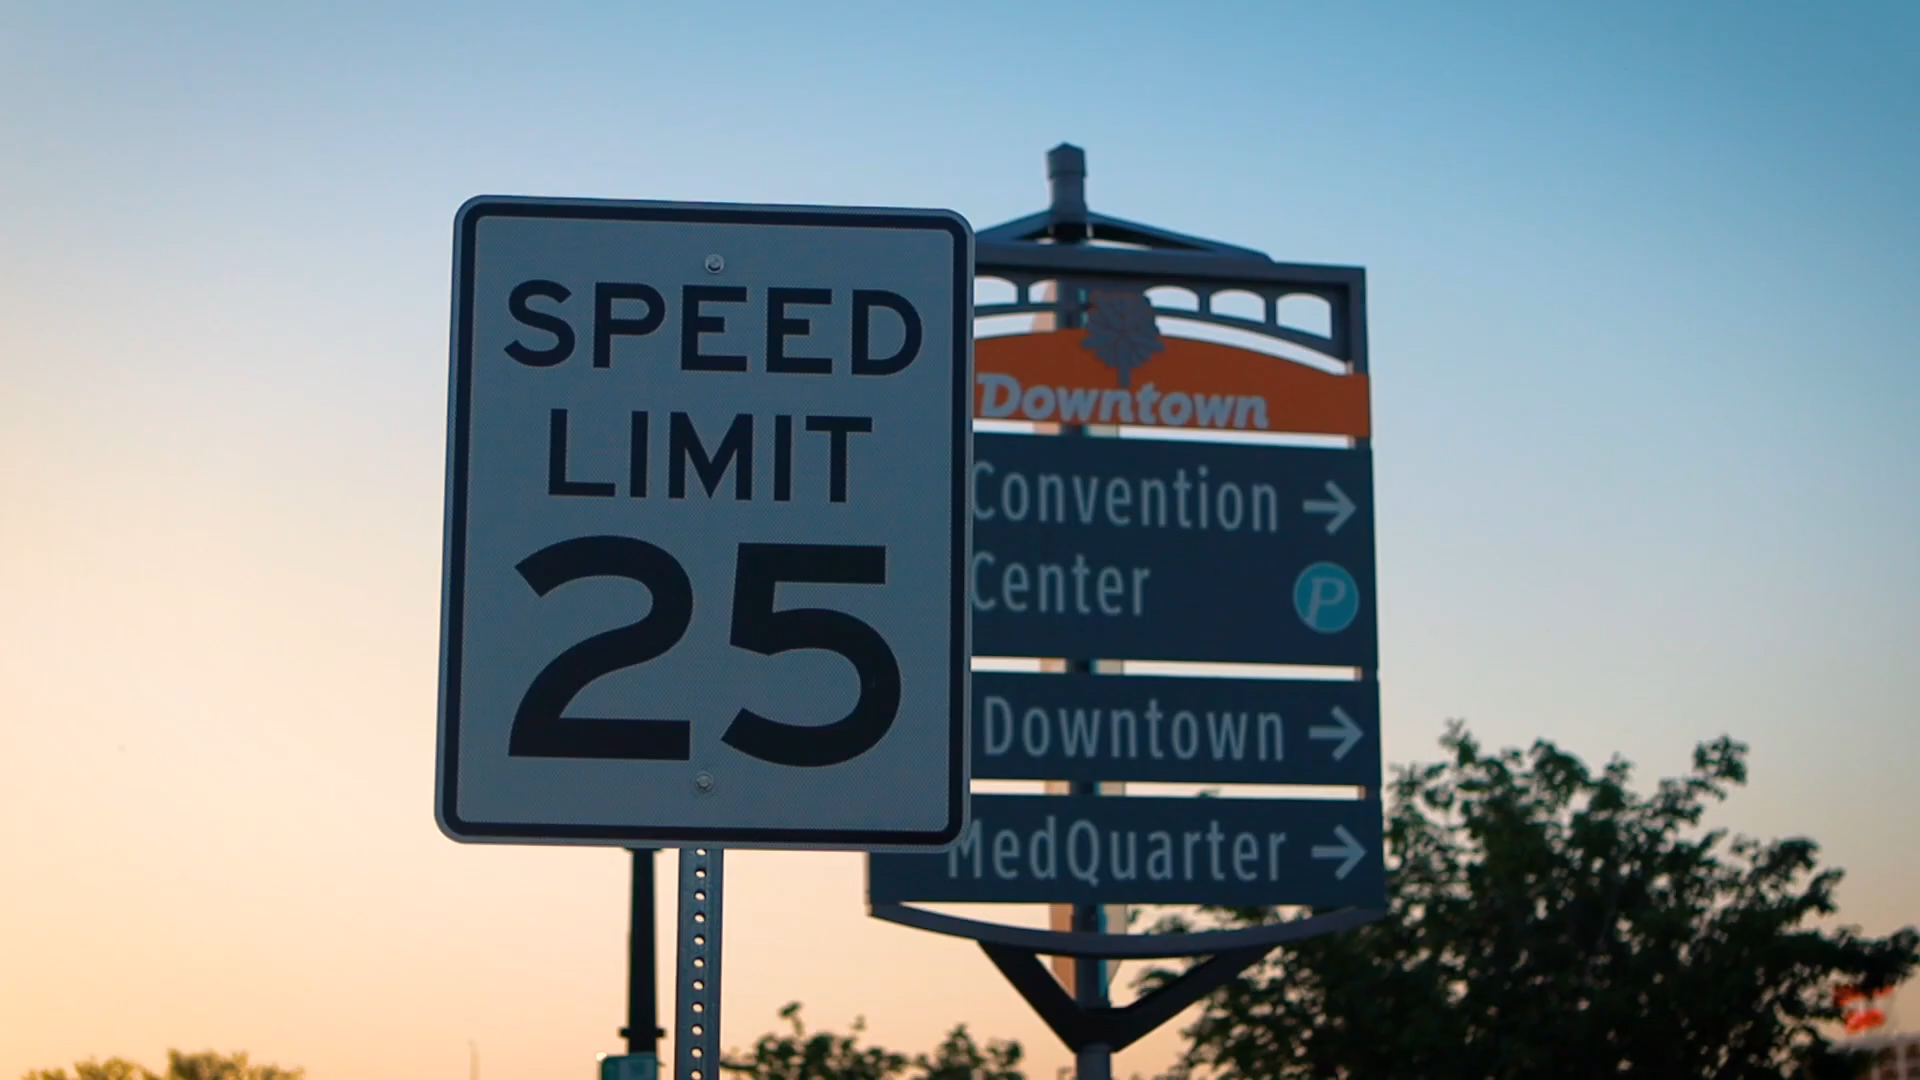 SPEED
LIMIT
25
Downtown
Convention →
Center
P
Downtown →
MedQuarter →